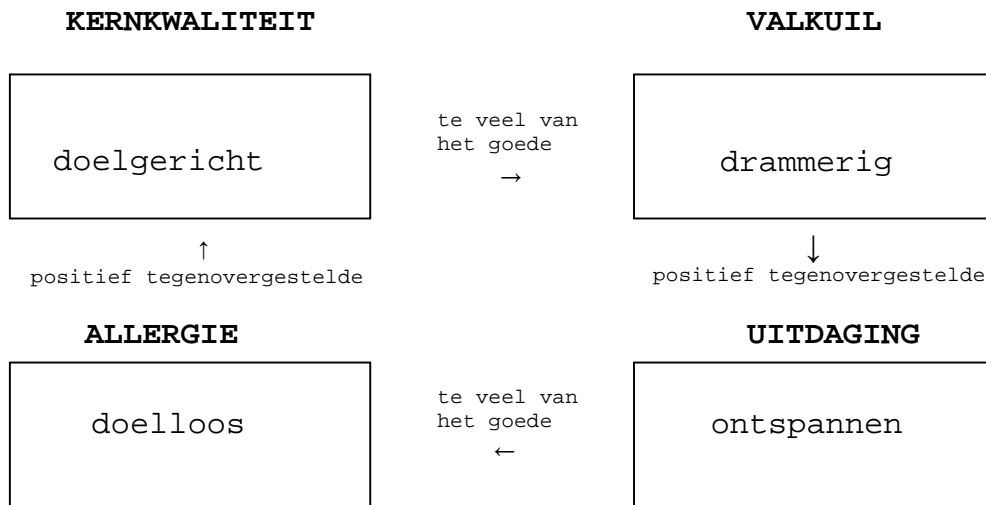 KERNKWALITEIT
VALKUIL
doelgericht
te veel van
het goede
→
drammerig
↑
positief tegenovergestelde
↓
positief tegenovergestelde
ALLERGIE
UITDAGING
doelloos
te veel van
het goede
←
ontspannen